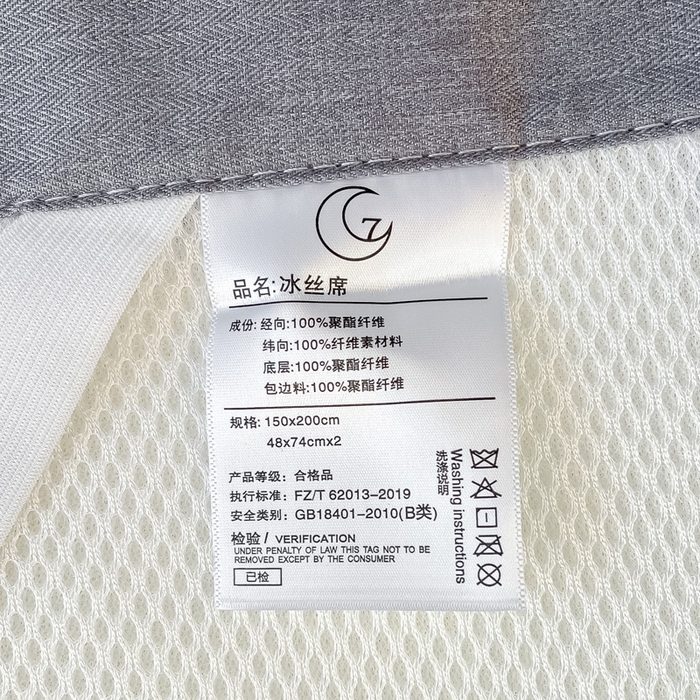 7
品名:冰丝席
成份: 经向:100%聚酯纤维
纬向:100%纤维素材料
底层:100%聚酯纤维
包边料:100%聚酯纤维
规格: 150x200cm
48x74cmx2
产品等级: 合格品
执行标准: FZ/T 62013-2019
安全类别: GB18401-2010(B类)
检验/ VERIFICATION
UNDER PENALTY OF LAW THIS TAG NOT TO BE
REMOVED EXCEPT BY THE CONSUMER
已检
Washing instructions
洗涤说明